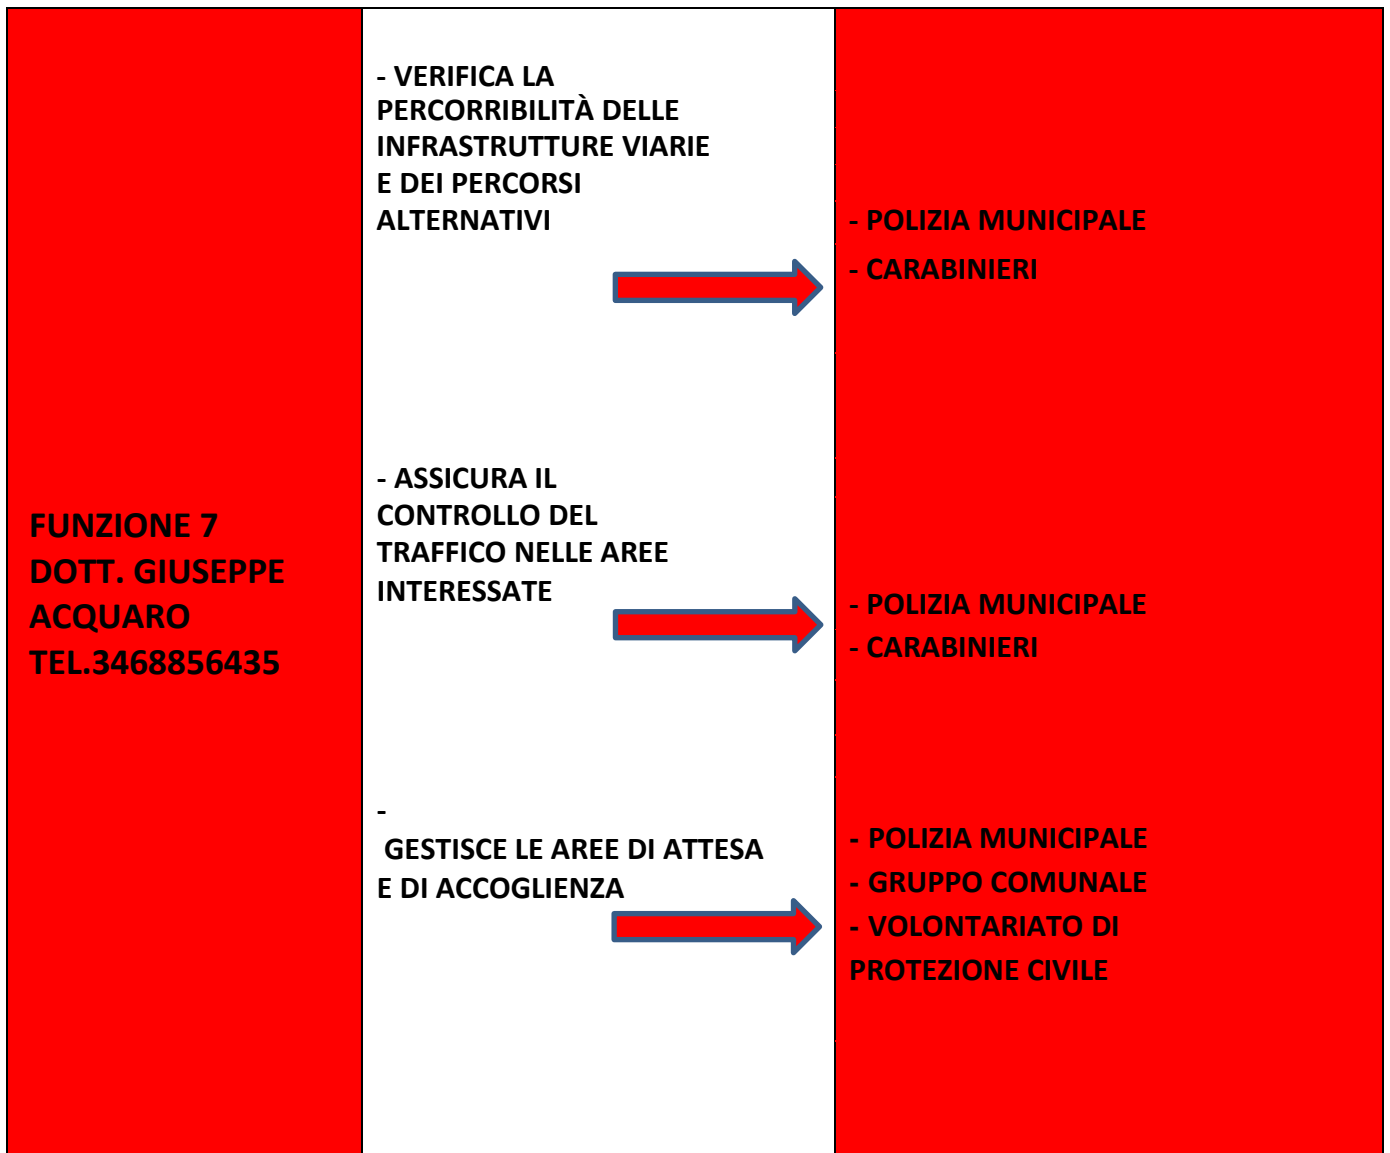 FUNZIONE 7
DOTT. GIUSEPPE
ACQUARO
TEL.3468856435
- VERIFICA LA
PERCORRIBILITÀ DELLE
INFRASTRUTTURE VIARIE
E DEI PERCORSI
ALTERNATIVI
- POLIZIA MUNICIPALE
- CARABINIERI
- ASSICURA IL
CONTROLLO DEL
TRAFFICO NELLE AREE
INTERESSATE
- POLIZIA MUNICIPALE
- CARABINIERI
-
GESTISCE LE AREE DI ATTESA
E DI ACCOGLIENZA
- POLIZIA MUNICIPALE
- GRUPPO COMUNALE
- VOLONTARIATO DI
PROTEZIONE CIVILE